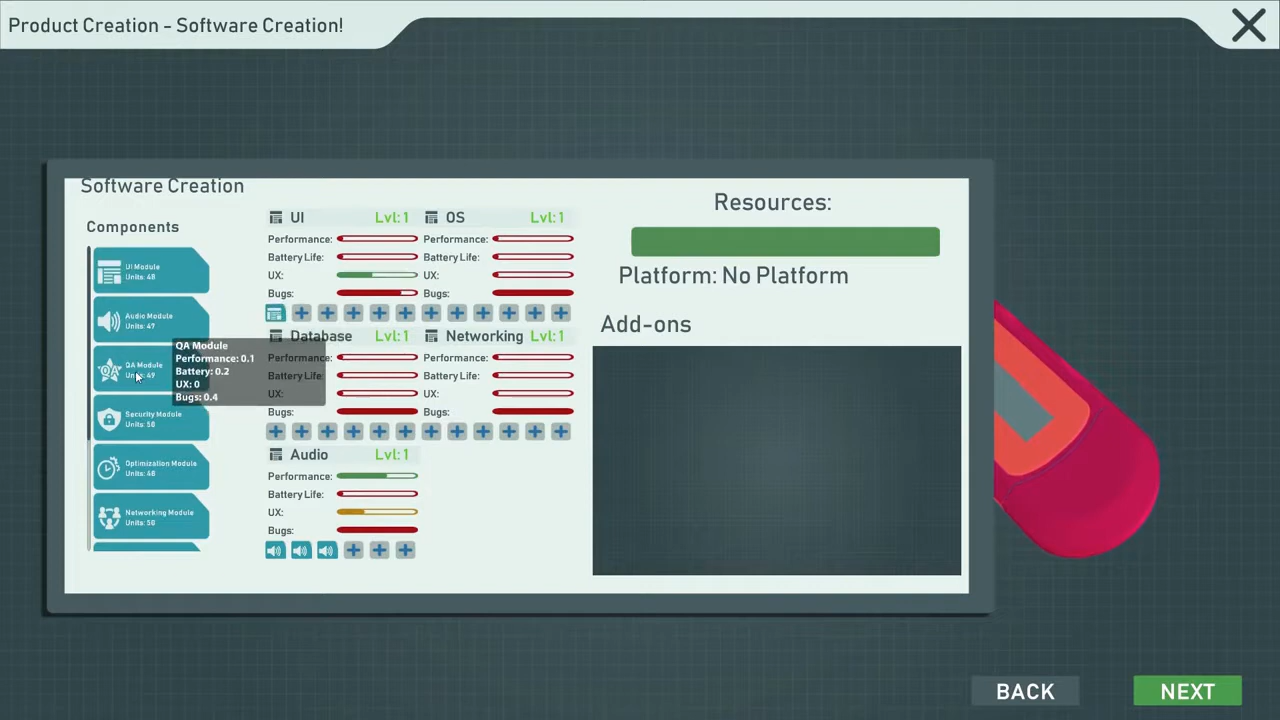 Product Creation - Software Creation!
Software Creation
Components
UI Module
Units: 48
Audio Module
Units: 47
QA Module
Units: 49
Security Module
Units: 50
Optimization Module
Units: 48
Networking Module
Units: 50
QA Module
Performance: 0.1
Battery: 0.2
UX: 0
Bugs: 0.4
UI Lvl: 1
Performance:
Battery Life:
UX:
Bugs:
OS Lvl: 1
Performance:
Battery Life:
UX:
Bugs:
Database Lvl: 1
Performance:
Battery Life:
UX:
Bugs:
Networking Lvl: 1
Performance:
Battery Life:
UX:
Bugs:
Audio Lvl: 1
Performance:
Battery Life:
UX:
Bugs:
Resources:
Platform: No Platform
Add-ons
BACK
NEXT